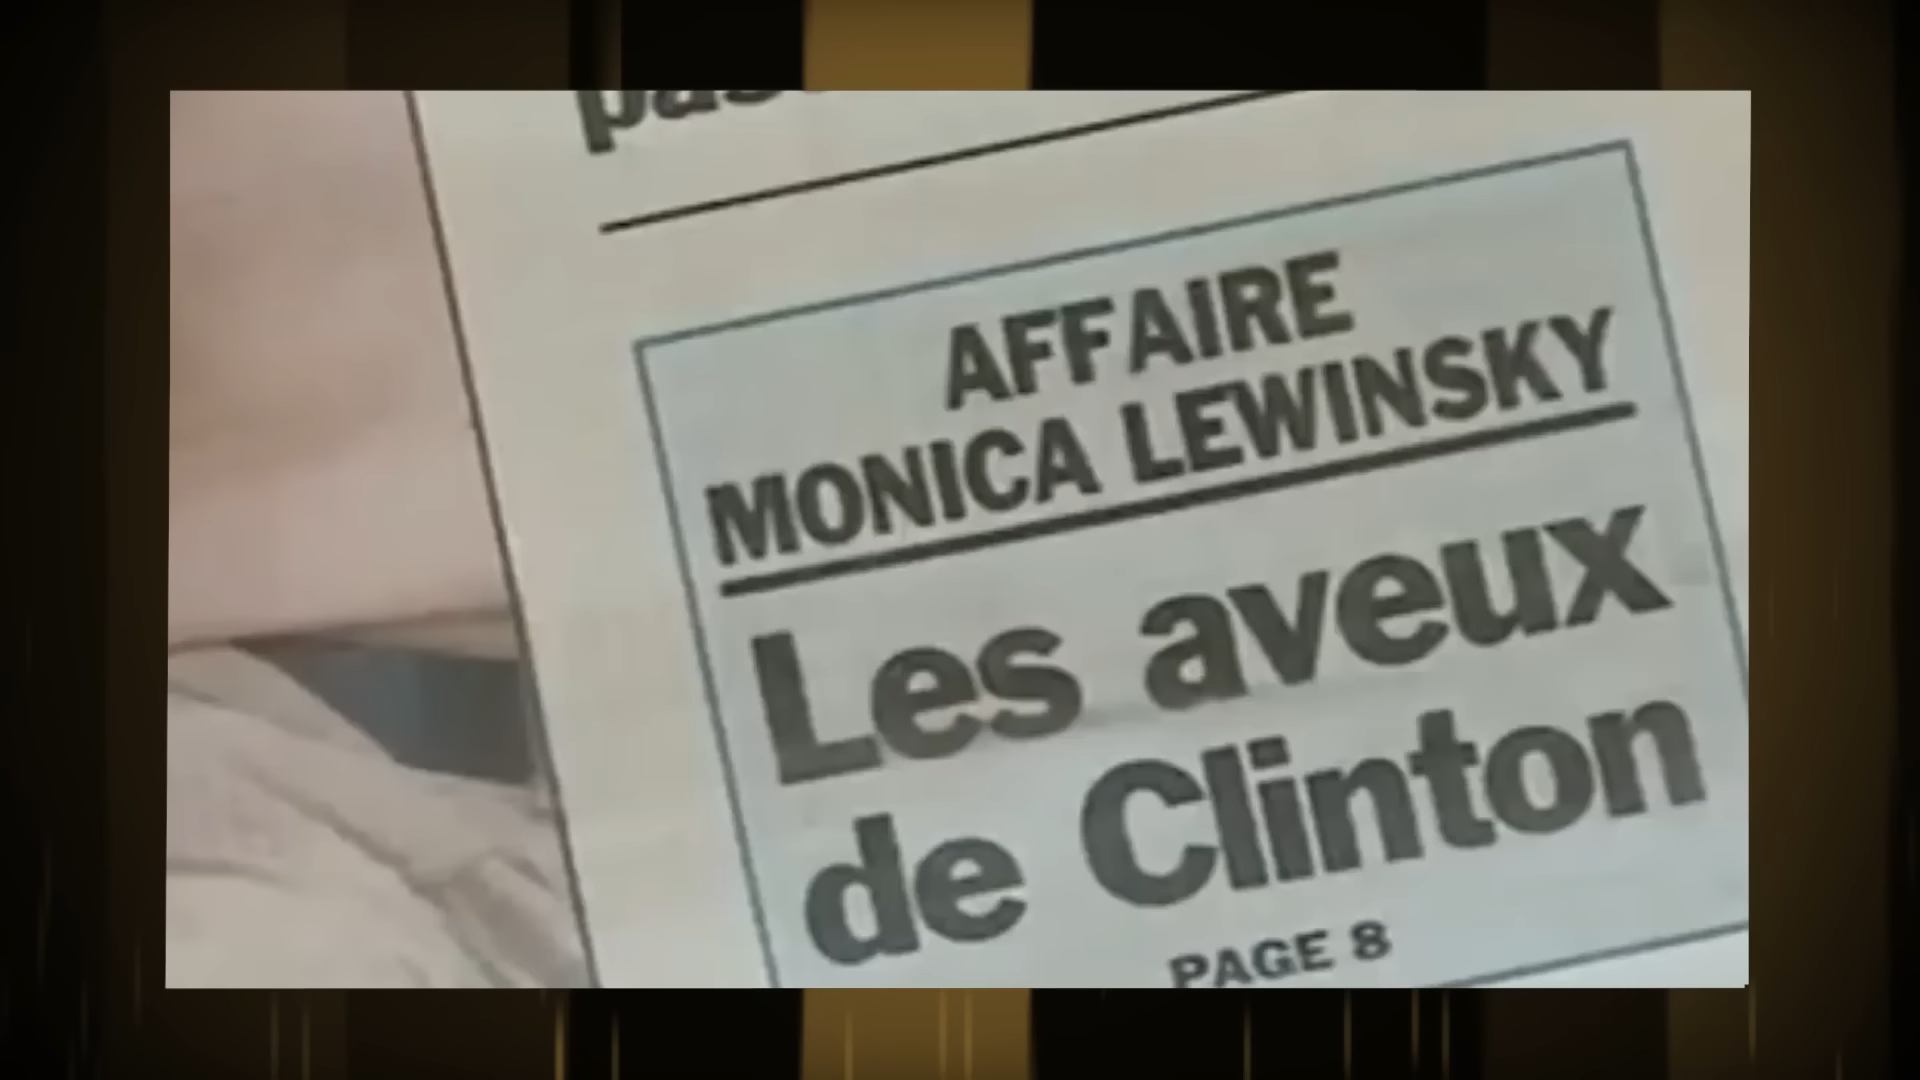 AFFAIRE
MONICA LEWINSKY
Les aveux
de Clinton
PAGE 8